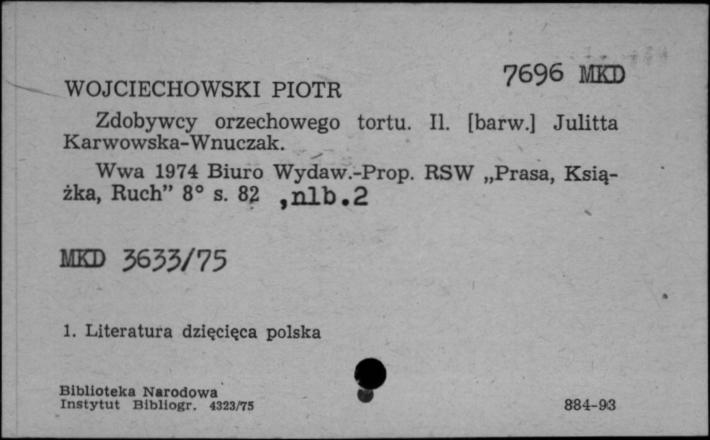 7696 MKD
WOJCIECHOWSKI PIOTR
Zdobywcy orzechowego tortu. Il. [barw.] Julitta
Karwowska-Wnuczak.
Wwa 1974 Biuro Wydaw.-Prop. RSW „Prasa, Ksią-
żka, Ruch” 8° s. 82 ,nlb.2
MKD 3633/75
1. Literatura dzięcięca polska
Biblioteka Narodowa
Instytut Bibliogr. 4323/75
884-93